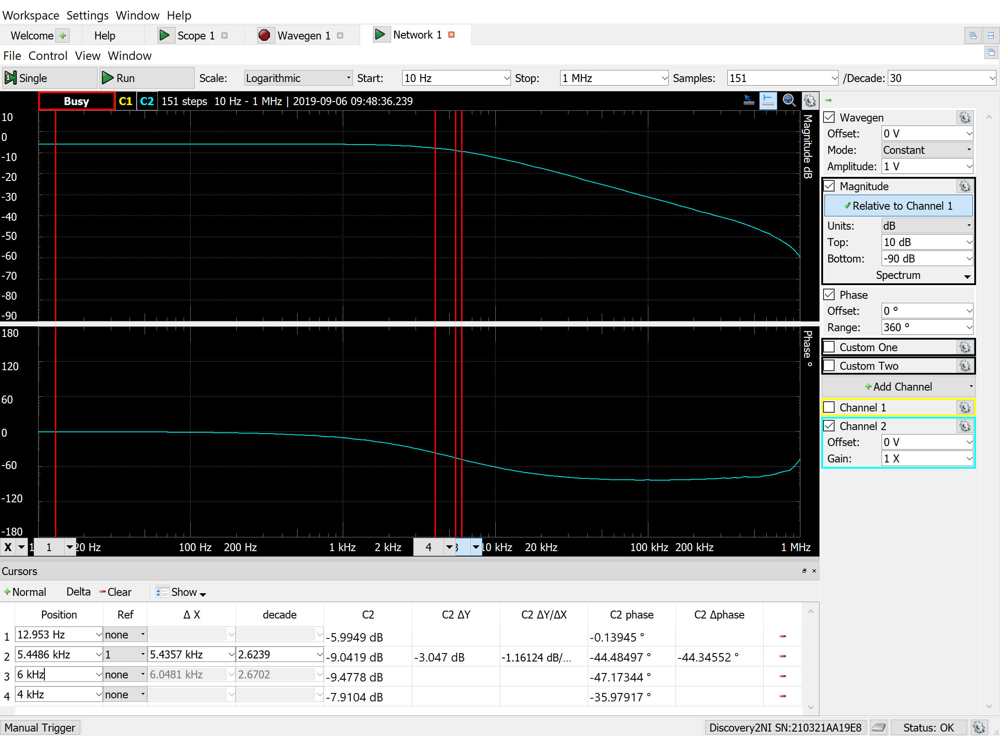 Workspace Settings Window Help
Welcome Help Scope 1 Wavegen 1 Network 1
File Control View Window
Single Run Scale: Logarithmic Start: 10 Hz Stop: 1 MHz Samples: 151 /Decade: 30
Busy C1 C2 151 steps 10 Hz - 1 MHz | 2019-09-06 09:48:36.239
10
0
-10
-20
-30
-40
-50
-60
-70
-80
-90
Magnitude dB
180
120
60
0
-60
-120
-180
Phase °
X 1 1 20 Hz 100 Hz 200 Hz 1 kHz 2 kHz 4 3 10 kHz 20 kHz 100 kHz 200 kHz 1 MHz
Wavegen
Offset: 0 V
Mode: Constant
Amplitude: 1 V
Magnitude
Relative to Channel 1
Units: dB
Top: 10 dB
Bottom: -90 dB
Spectrum
Phase
Offset: 0 °
Range: 360 °
Custom One
Custom Two
Add Channel
Channel 1
Channel 2
Offset: 0 V
Gain: 1 X
Cursors
Normal Delta Clear Show
Position Ref Δ X decade C2 C2 ΔY C2 ΔY/ΔX C2 phase C2 Δphase
1 12.953 Hz none -5.9949 dB -0.13945 °
2 5.4486 kHz 1 5.4357 kHz 2.6239 -9.0419 dB -3.047 dB -1.16124 dB/... -44.48497 ° -44.34552 °
3 6 kHz none 6.0481 kHz 2.6702 -9.4778 dB -47.17344 °
4 4 kHz none -7.9104 dB -35.97917 °
Manual Trigger Discovery2NI SN:210321AA19E8 Status: OK